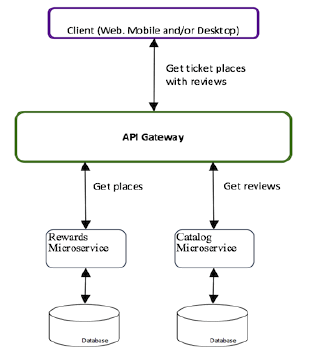 Client (Web. Mobile and/or Desktop)
Get ticket places
with reviews
API Gateway
Get places
Get reviews
Rewards
Microservice
Catalog
Microservice
Database
Database